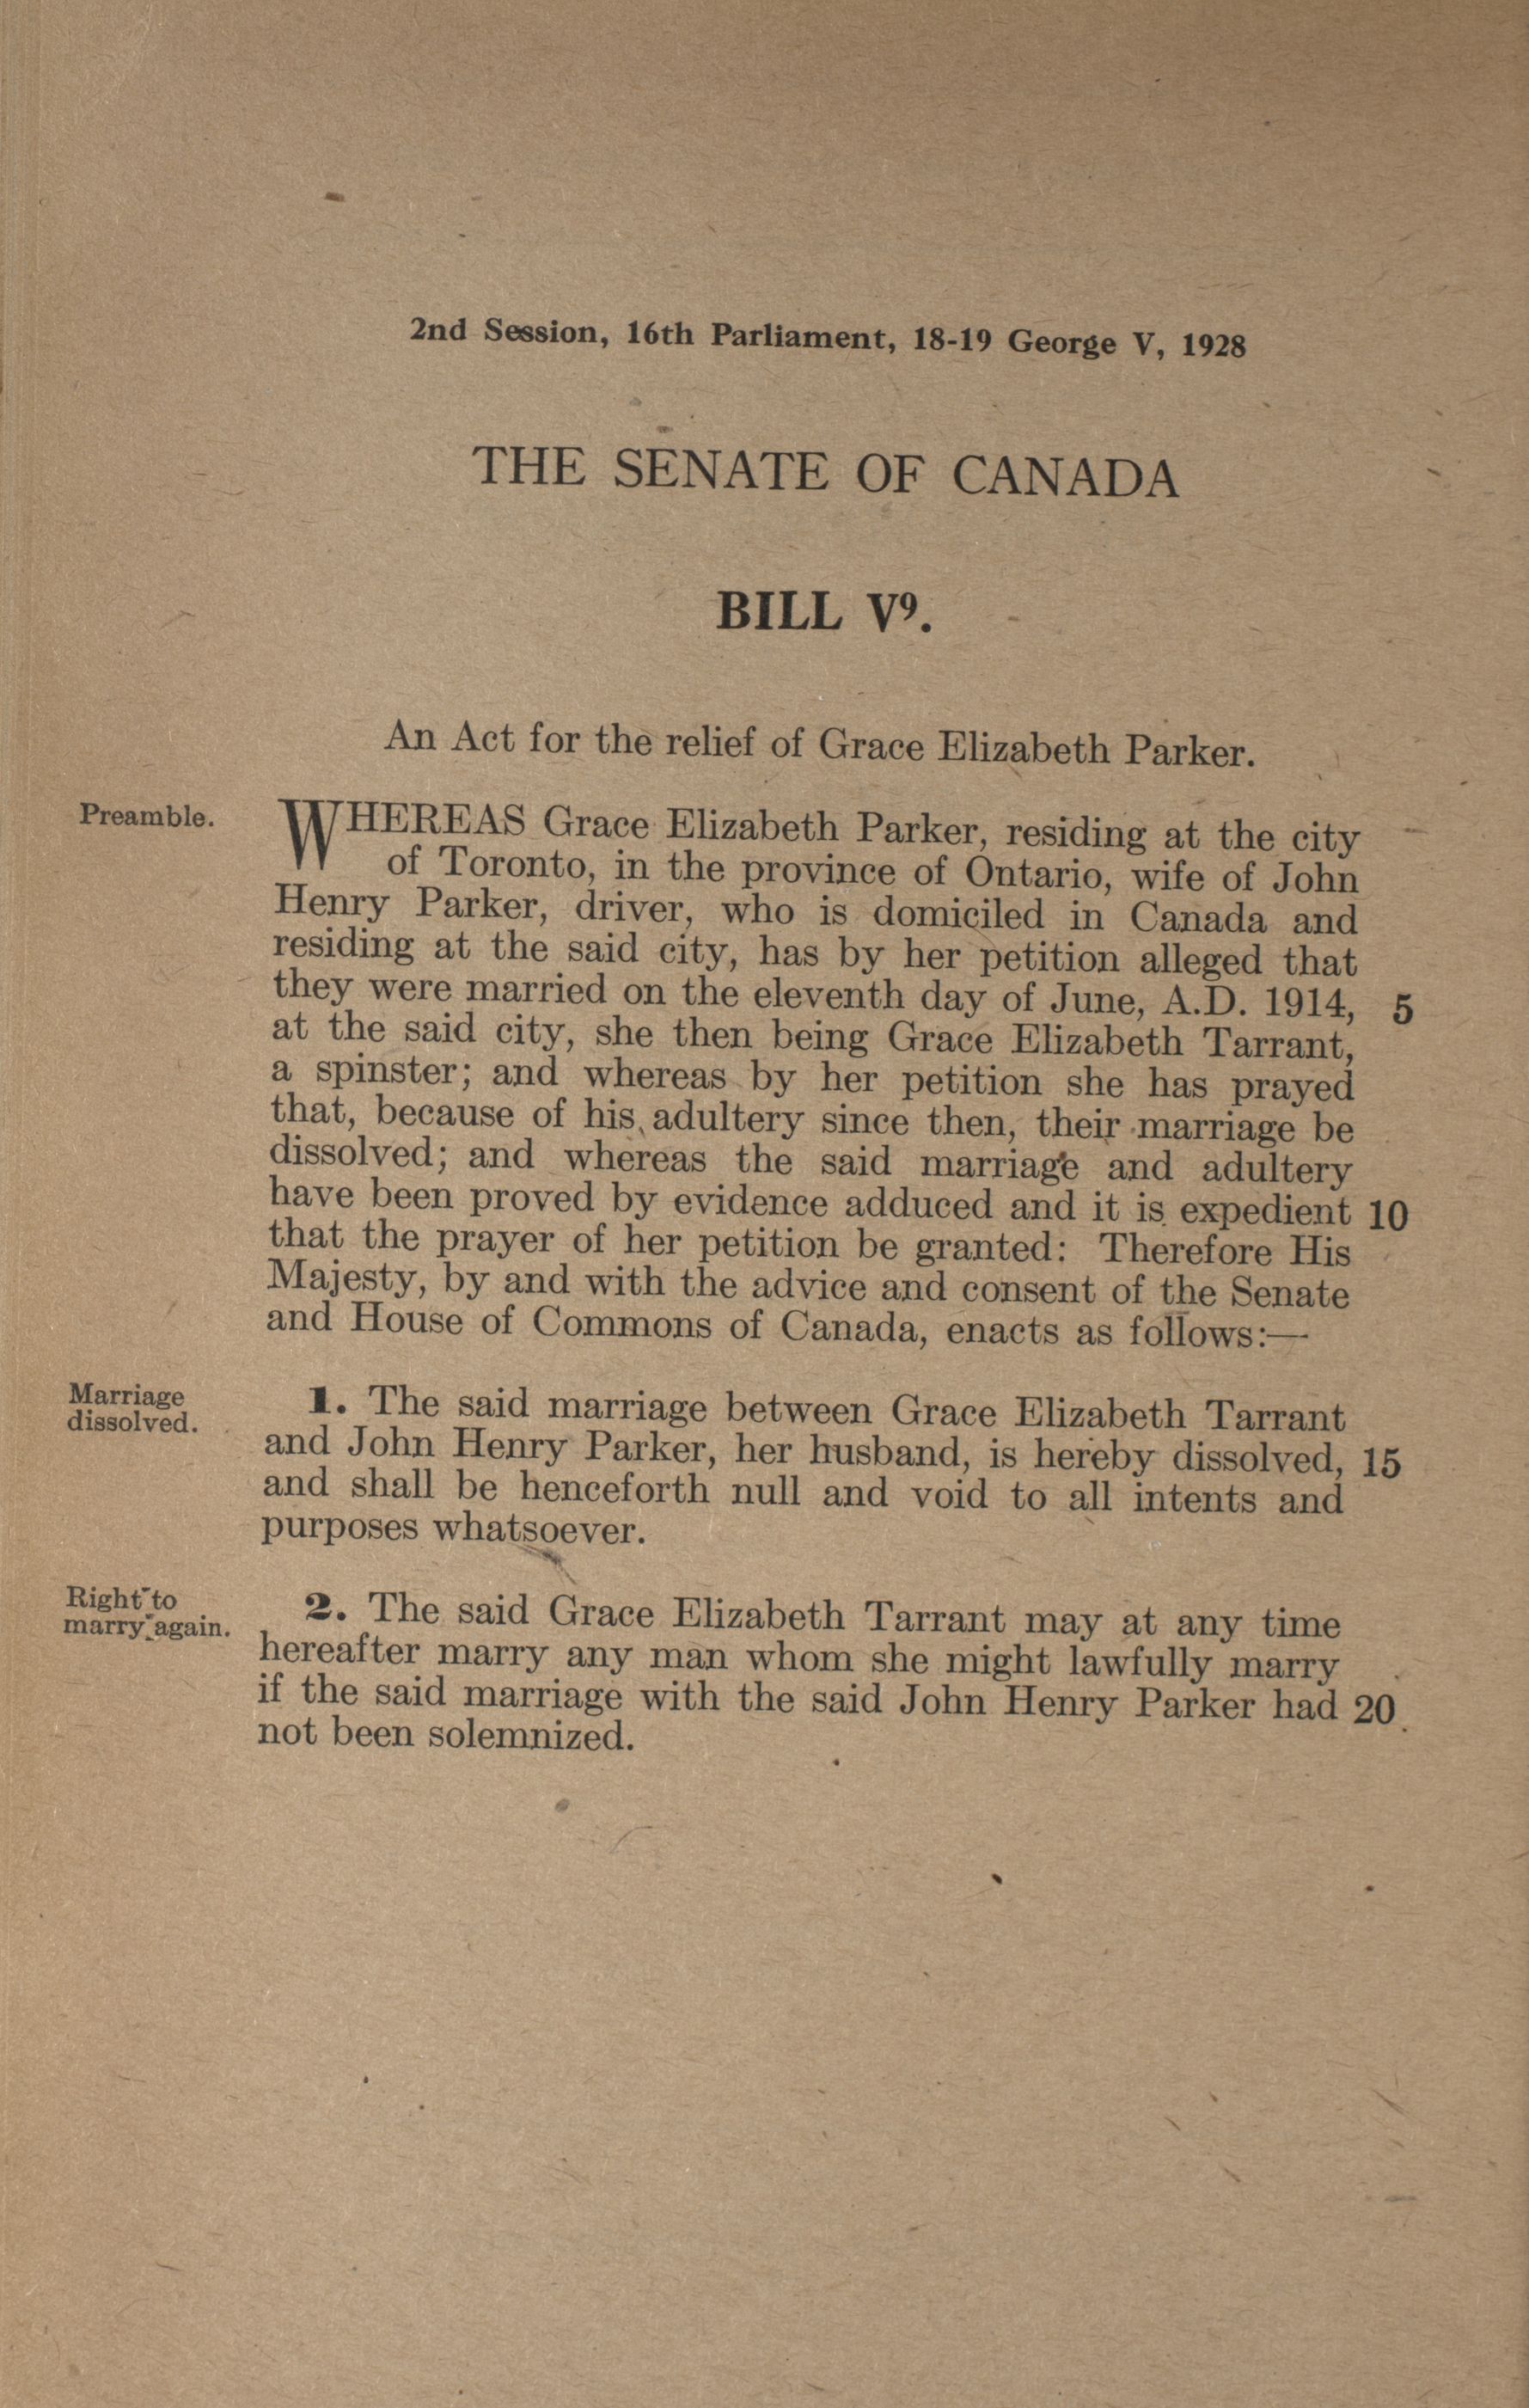 2nd Session, 16th Parliament, 18-19 George V, 1928
THE SENATE OF CANADA
BILL V⁹.
An Act for the relief of Grace Elizabeth Parker.
Preamble.
WHEREAS Grace Elizabeth Parker, residing at the city
of Toronto, in the province of Ontario, wife of John
Henry Parker, driver, who is domiciled in Canada and
residing at the said city, has by her petition alleged that
they were married on the eleventh day of June, A.D. 1914, 5
at the said city, she then being Grace Elizabeth Tarrant,
a spinster; and whereas by her petition she has prayed
that, because of his adultery since then, their marriage be
dissolved; and whereas the said marriage and adultery
have been proved by evidence adduced and it is expedient 10
that the prayer of her petition be granted: Therefore His
Majesty, by and with the advice and consent of the Senate
and House of Commons of Canada, enacts as follows:—
Marriage
dissolved.
1. The said marriage between Grace Elizabeth Tarrant
and John Henry Parker, her husband, is hereby dissolved, 15
and shall be henceforth null and void to all intents and
purposes whatsoever.
Right to
marry again.
2. The said Grace Elizabeth Tarrant may at any time
hereafter marry any man whom she might lawfully marry
if the said marriage with the said John Henry Parker had 20
not been solemnized.